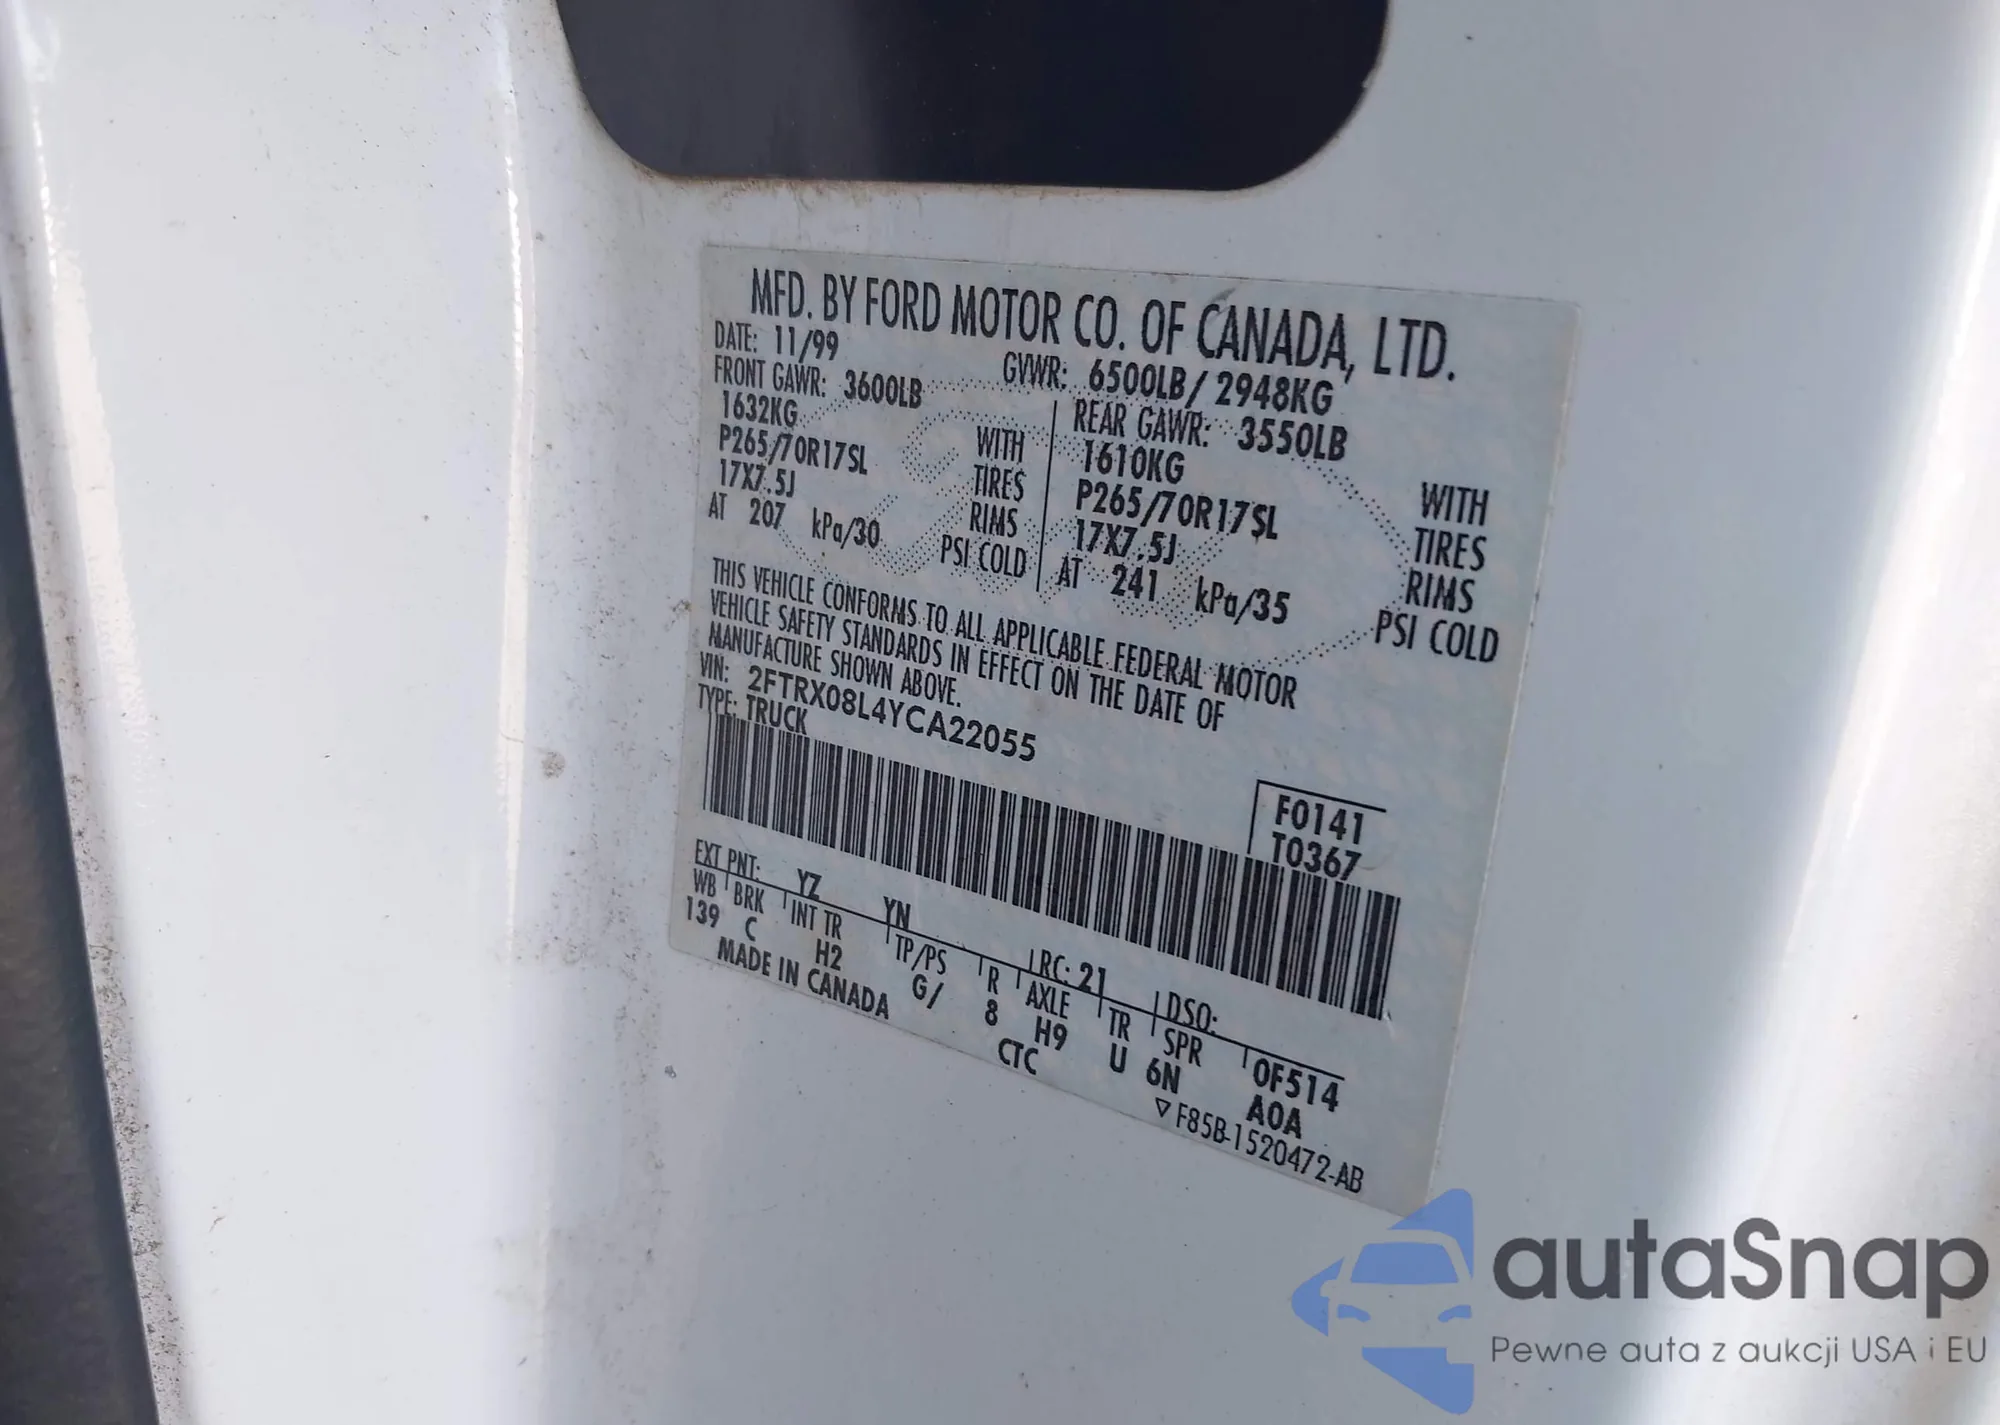 MFD. BY FORD MOTOR CO. OF CANADA, LTD.
DATE: 11/99 GVWR: 6500LB/ 2948KG
FRONT GAWR: 3600LB REAR GAWR: 3550LB
1632KG WITH 1610KG WITH
P265/70R17SL TIRES P265/70R17SL TIRES
17X7.5J RIMS 17X7.5J RIMS
AT 207 kPa/30 PSI COLD AT 241 kPa/35 PSI COLD
THIS VEHICLE CONFORMS TO ALL APPLICABLE FEDERAL MOTOR
VEHICLE SAFETY STANDARDS IN EFFECT ON THE DATE OF
MANUFACTURE SHOWN ABOVE.
VIN: 2FTRX08L4YCA22055
TYPE: TRUCK
F0141
T0367
EXT PNT: YZ YN RC: 21 DSO:
WB BRK INT TR TP/PS R AXLE TR SPR 0F514
139 C H2 G/ 8 H9 U 6N A0A
MADE IN CANADA CTC ▽ F85B-1520472-AB
autaSnap
Pewne auta z aukcji USA i EU